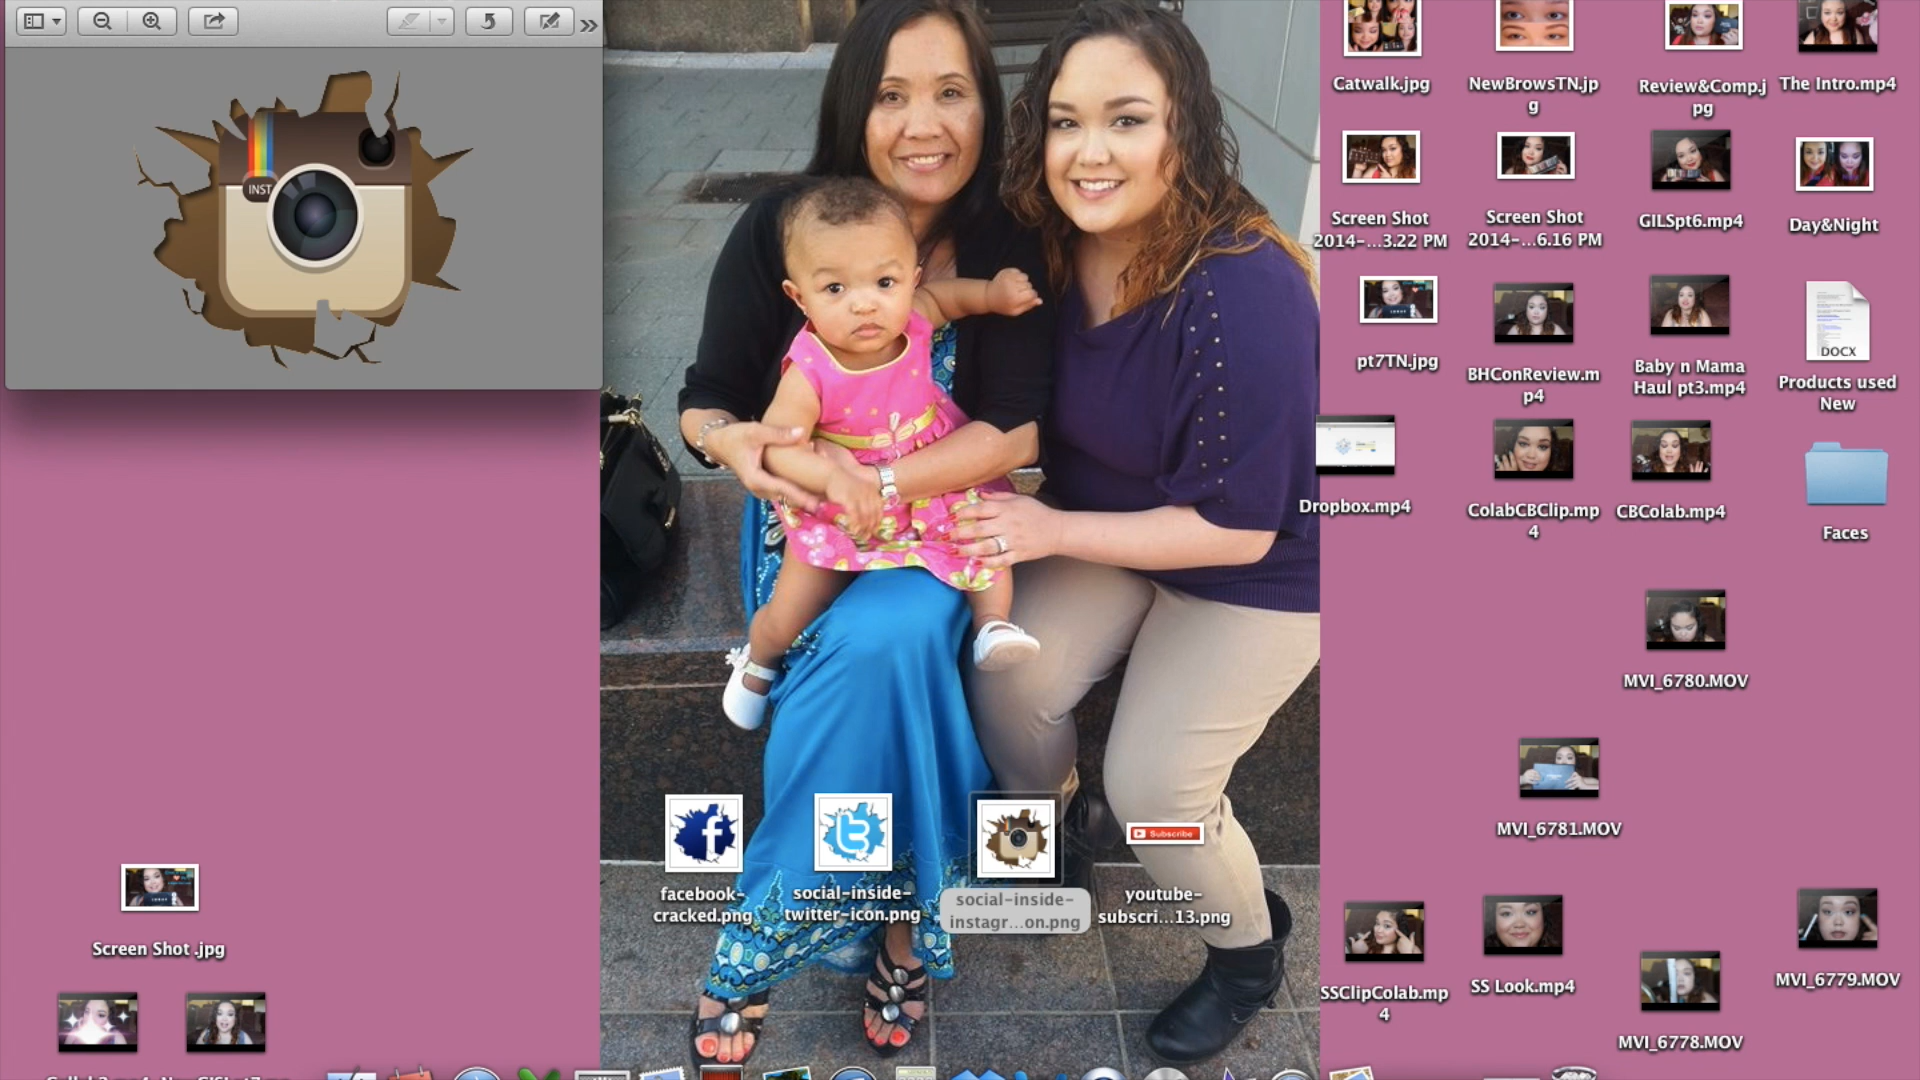 INST
Catwalk.jpg
NewBrowsTN.jp
g
Review&Comp.j
pg
The Intro.mp4
Screen Shot
2014-...3.22 PM
Screen Shot
2014-...6.16 PM
GILSpt6.mp4
Day&Night
pt7TN.jpg
BHConReview.m
p4
Baby n Mama
Haul pt3.mp4
DOCX
Products used
New
Dropbox.mp4
ColabCBClip.mp
4
CBColab.mp4
Faces
MVI_6780.MOV
MVI_6781.MOV
f
t
Subscribe
facebook-
cracked.png
social-inside-
twitter-icon.png
social-inside-
instagr...on.png
youtube-
subscri...13.png
Screen Shot .jpg
SSClipColab.mp
4
SS Look.mp4
MVI_6779.MOV
MVI_6778.MOV